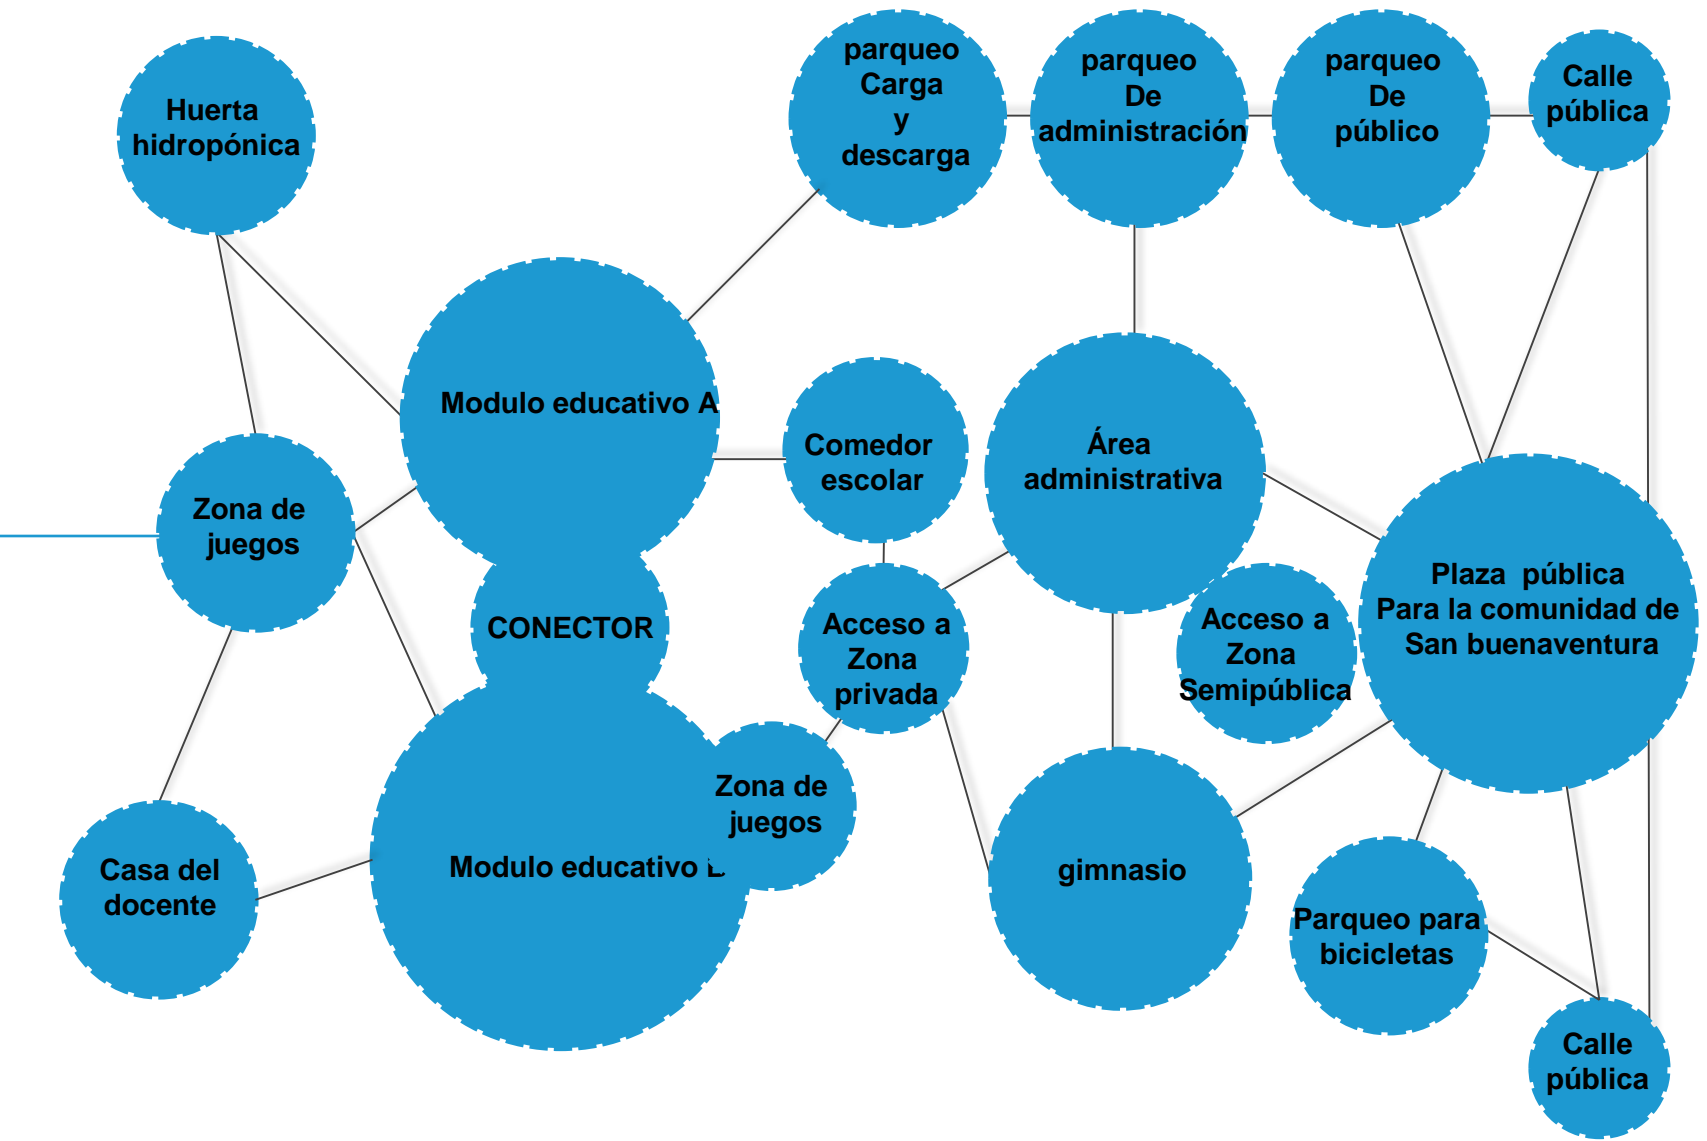 parqueo
Carga
y
descarga
parqueo
De
administración
parqueo
De
público
Calle
pública
Huerta
hidropónica
Modulo educativo A
Comedor
escolar
Área
administrativa
Zona de
juegos
Plaza  pública
Para la comunidad de
San buenaventura
CONECTOR
Acceso a
Zona
privada
Acceso a
Zona
Semipública
Zona de
juegos
Casa del
docente
Modulo educativo
gimnasio
Parqueo para
bicicletas
Calle
pública